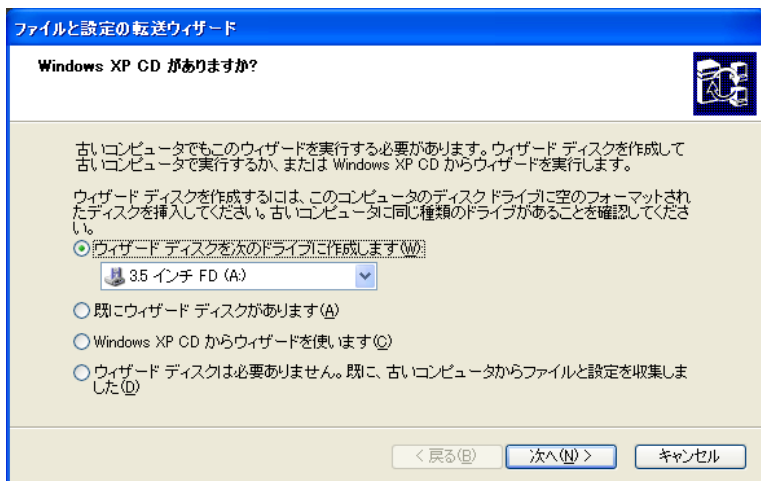 ファイルと設定の転送ウィザード
Windows XP CD がありますか?
古いコンピュータでもこのウィザードを実行する必要があります。ウィザード ディスクを作成して
古いコンピュータで実行するか、または Windows XP CD からウィザードを実行します。
ウィザード ディスクを作成するには、このコンピュータのディスク ドライブに空のフォーマットされ
たディスクを挿入してください。古いコンピュータに同じ種類のドライブがあることを確認してくださ
い。
ウィザード ディスクを次のドライブに作成します(W):
3.5 インチ FD (A:)
既にウィザード ディスクがあります(A)
Windows XP CD からウィザードを使います(C)
ウィザード ディスクは必要ありません。既に、古いコンピュータからファイルと設定を収集しま
した(D)
< 戻る(B) 次へ(N) > キャンセル